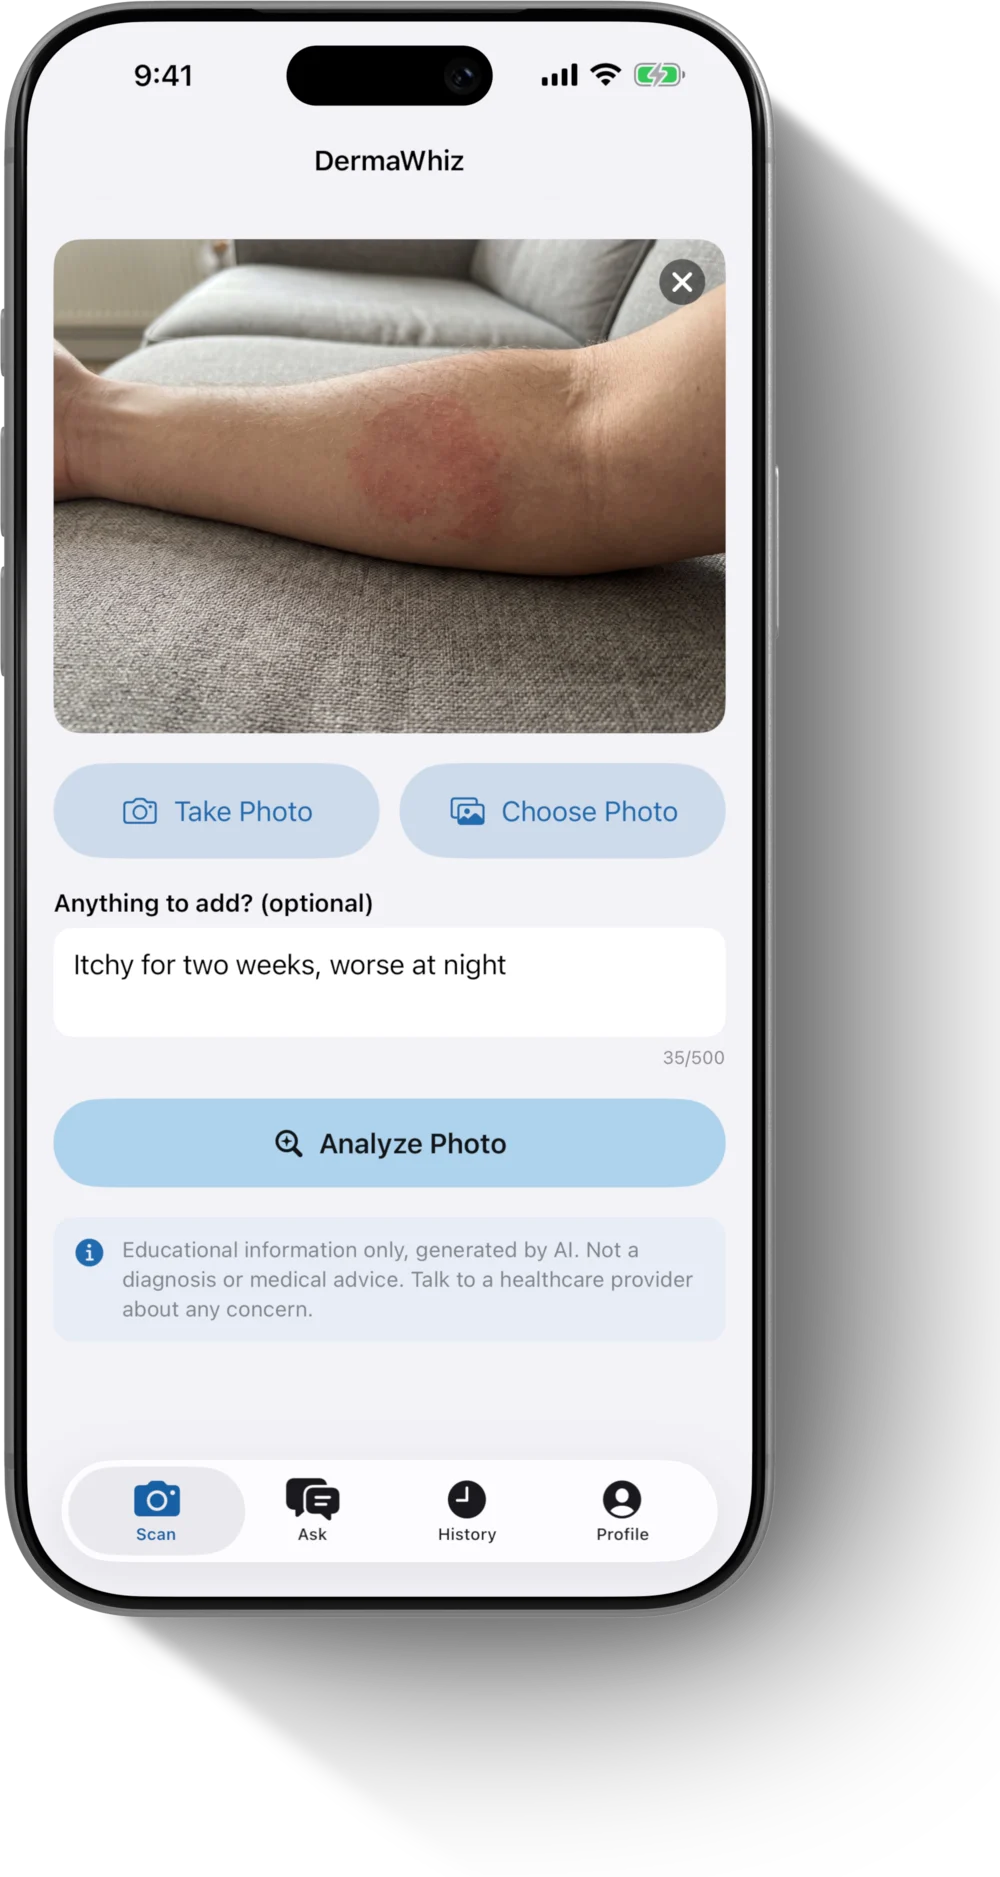 9:41
DermaWhiz
Take Photo
Choose Photo
Anything to add? (optional)
Itchy for two weeks, worse at night
35/500
Analyze Photo
Educational information only, generated by AI. Not a
diagnosis or medical advice. Talk to a healthcare provider
about any concern.
Scan
Ask
History
Profile